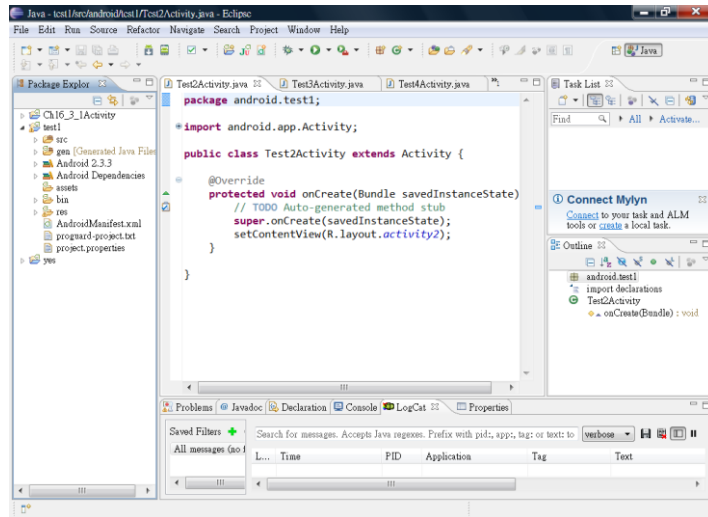 Java - test1/src/android/test1/Test2Activity.java - Eclipse
File Edit Run Source Refactor Navigate Search Project Window Help
Java
Package Explor
Test2Activity.java
Test3Activity.java
Test4Activity.java
Task List
Ch16_3_1Activity
test1
src
gen [Generated Java Files
Android 2.3.3
Android Dependencies
assets
bin
res
AndroidManifest.xml
proguard-project.txt
project.properties
yes
package android.test1;
import android.app.Activity;
public class Test2Activity extends Activity {
@Override
protected void onCreate(Bundle savedInstanceState)
// TODO Auto-generated method stub
super.onCreate(savedInstanceState);
setContentView(R.layout.activity2);
}
}
Find All Activate...
Connect Mylyn
Connect to your task and ALM
tools or create a local task.
Outline
android.test1
import declarations
Test2Activity
onCreate(Bundle) : void
Problems @ Javadoc Declaration Console LogCat Properties
Saved Filters
All messages (no f
Search for messages. Accepts Java regexes. Prefix with pid:, app:, tag: or text: to
verbose
L... Time PID Application Tag Text